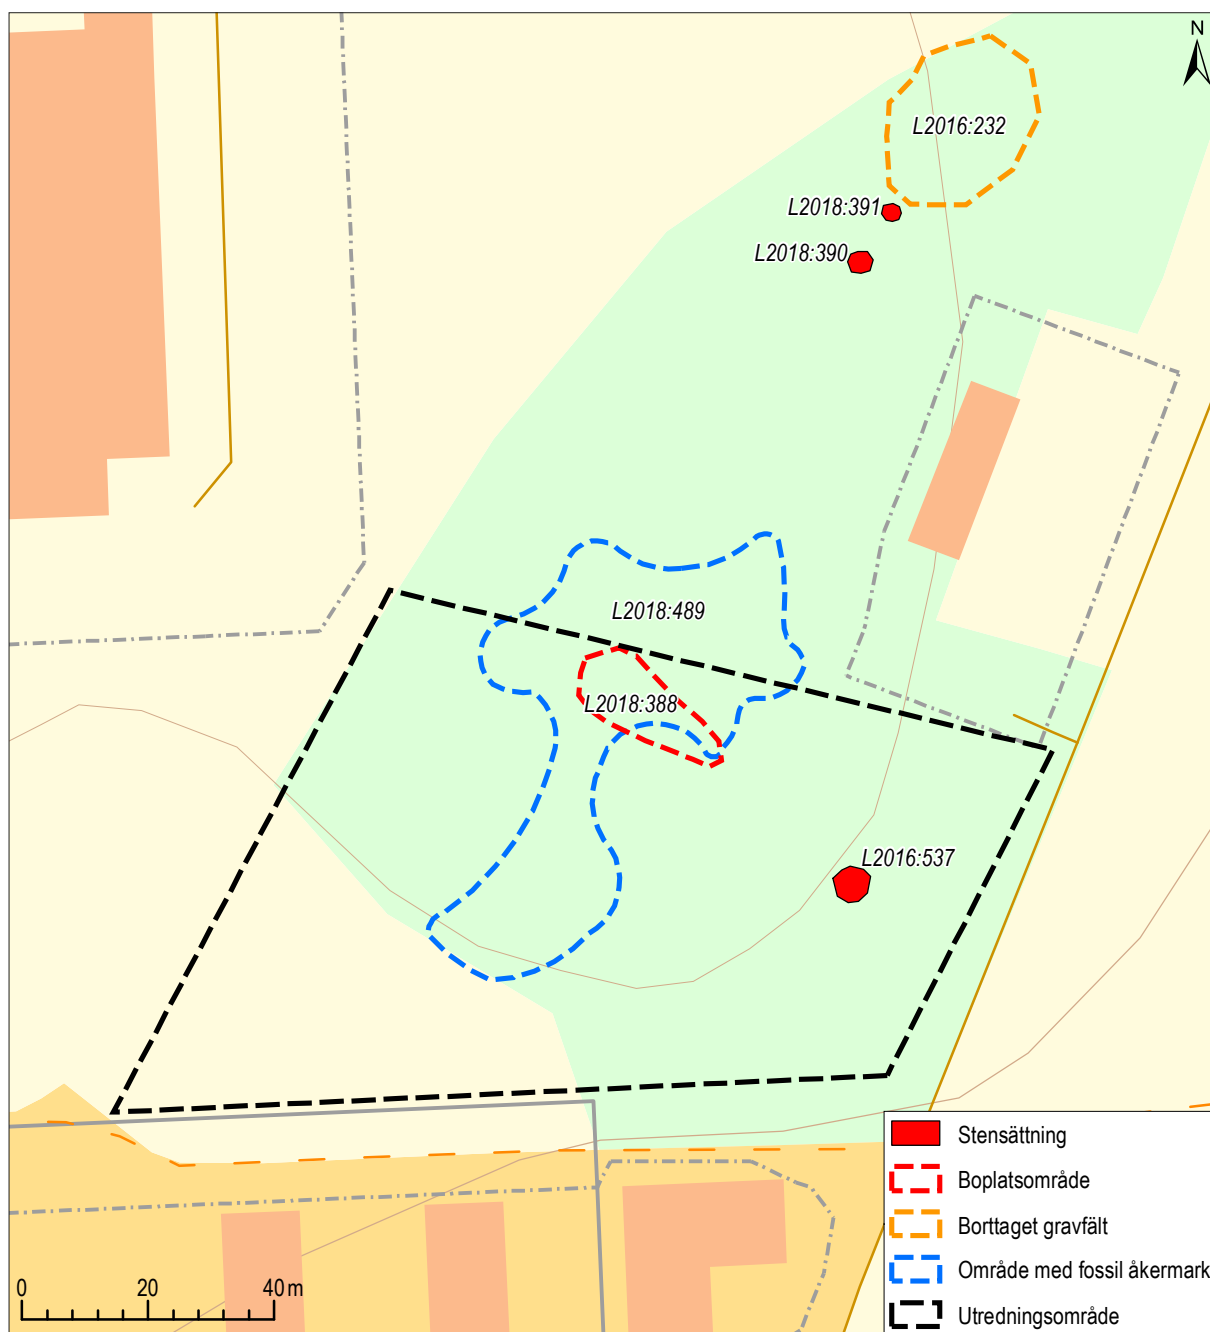 N
L2016:232
L2018:391
L2018:390
L2018:489
L2018:388
L2016:537
Stensättning
Boplatsområde
Borttaget gravfält
Område med fossil åkermark
Utredningsområde
0 20 40 m